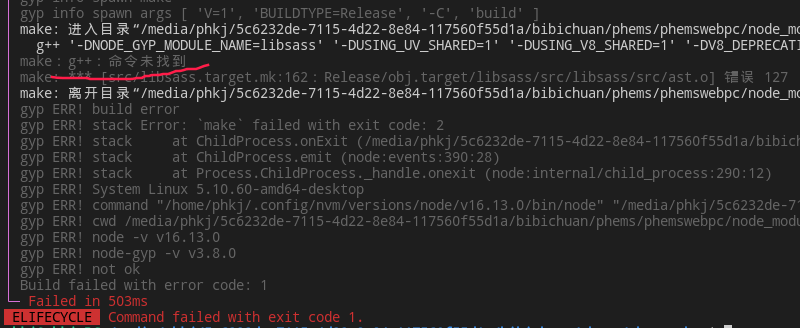 gyp info spawn args [ 'V=1', 'BUILDTYPE=Release', '-C', 'build' ]
make: 进入目录“/media/phkj/5c6232de-7115-4d22-8e84-117560f55d1a/bibichuan/phems/phemswebpc/node_mo
g++ '-DNODE_GYP_MODULE_NAME=libsass' '-DUSING_UV_SHARED=1' '-DUSING_V8_SHARED=1' '-DV8_DEPRECATI
make：g++：命令未找到
make: *** [src/libsass.target.mk:162：Release/obj.target/libsass/src/libsass/src/ast.o] 错误 127
make: 离开目录“/media/phkj/5c6232de-7115-4d22-8e84-117560f55d1a/bibichuan/phems/phemswebpc/node_mo
gyp ERR! build error
gyp ERR! stack Error: `make` failed with exit code: 2
gyp ERR! stack     at ChildProcess.onExit (/media/phkj/5c6232de-7115-4d22-8e84-117560f55d1a/bibich
gyp ERR! stack     at ChildProcess.emit (node:events:390:28)
gyp ERR! stack     at Process.ChildProcess._handle.onexit (node:internal/child_process:290:12)
gyp ERR! System Linux 5.10.60-amd64-desktop
gyp ERR! command "/home/phkj/.config/nvm/versions/node/v16.13.0/bin/node" "/media/phkj/5c6232de-71
gyp ERR! cwd /media/phkj/5c6232de-7115-4d22-8e84-117560f55d1a/bibichuan/phems/phemswebpc/node_modu
gyp ERR! node -v v16.13.0
gyp ERR! node-gyp -v v3.8.0
gyp ERR! not ok
Build failed with error code: 1
Failed in 503ms
ELIFECYCLE  Command failed with exit code 1.